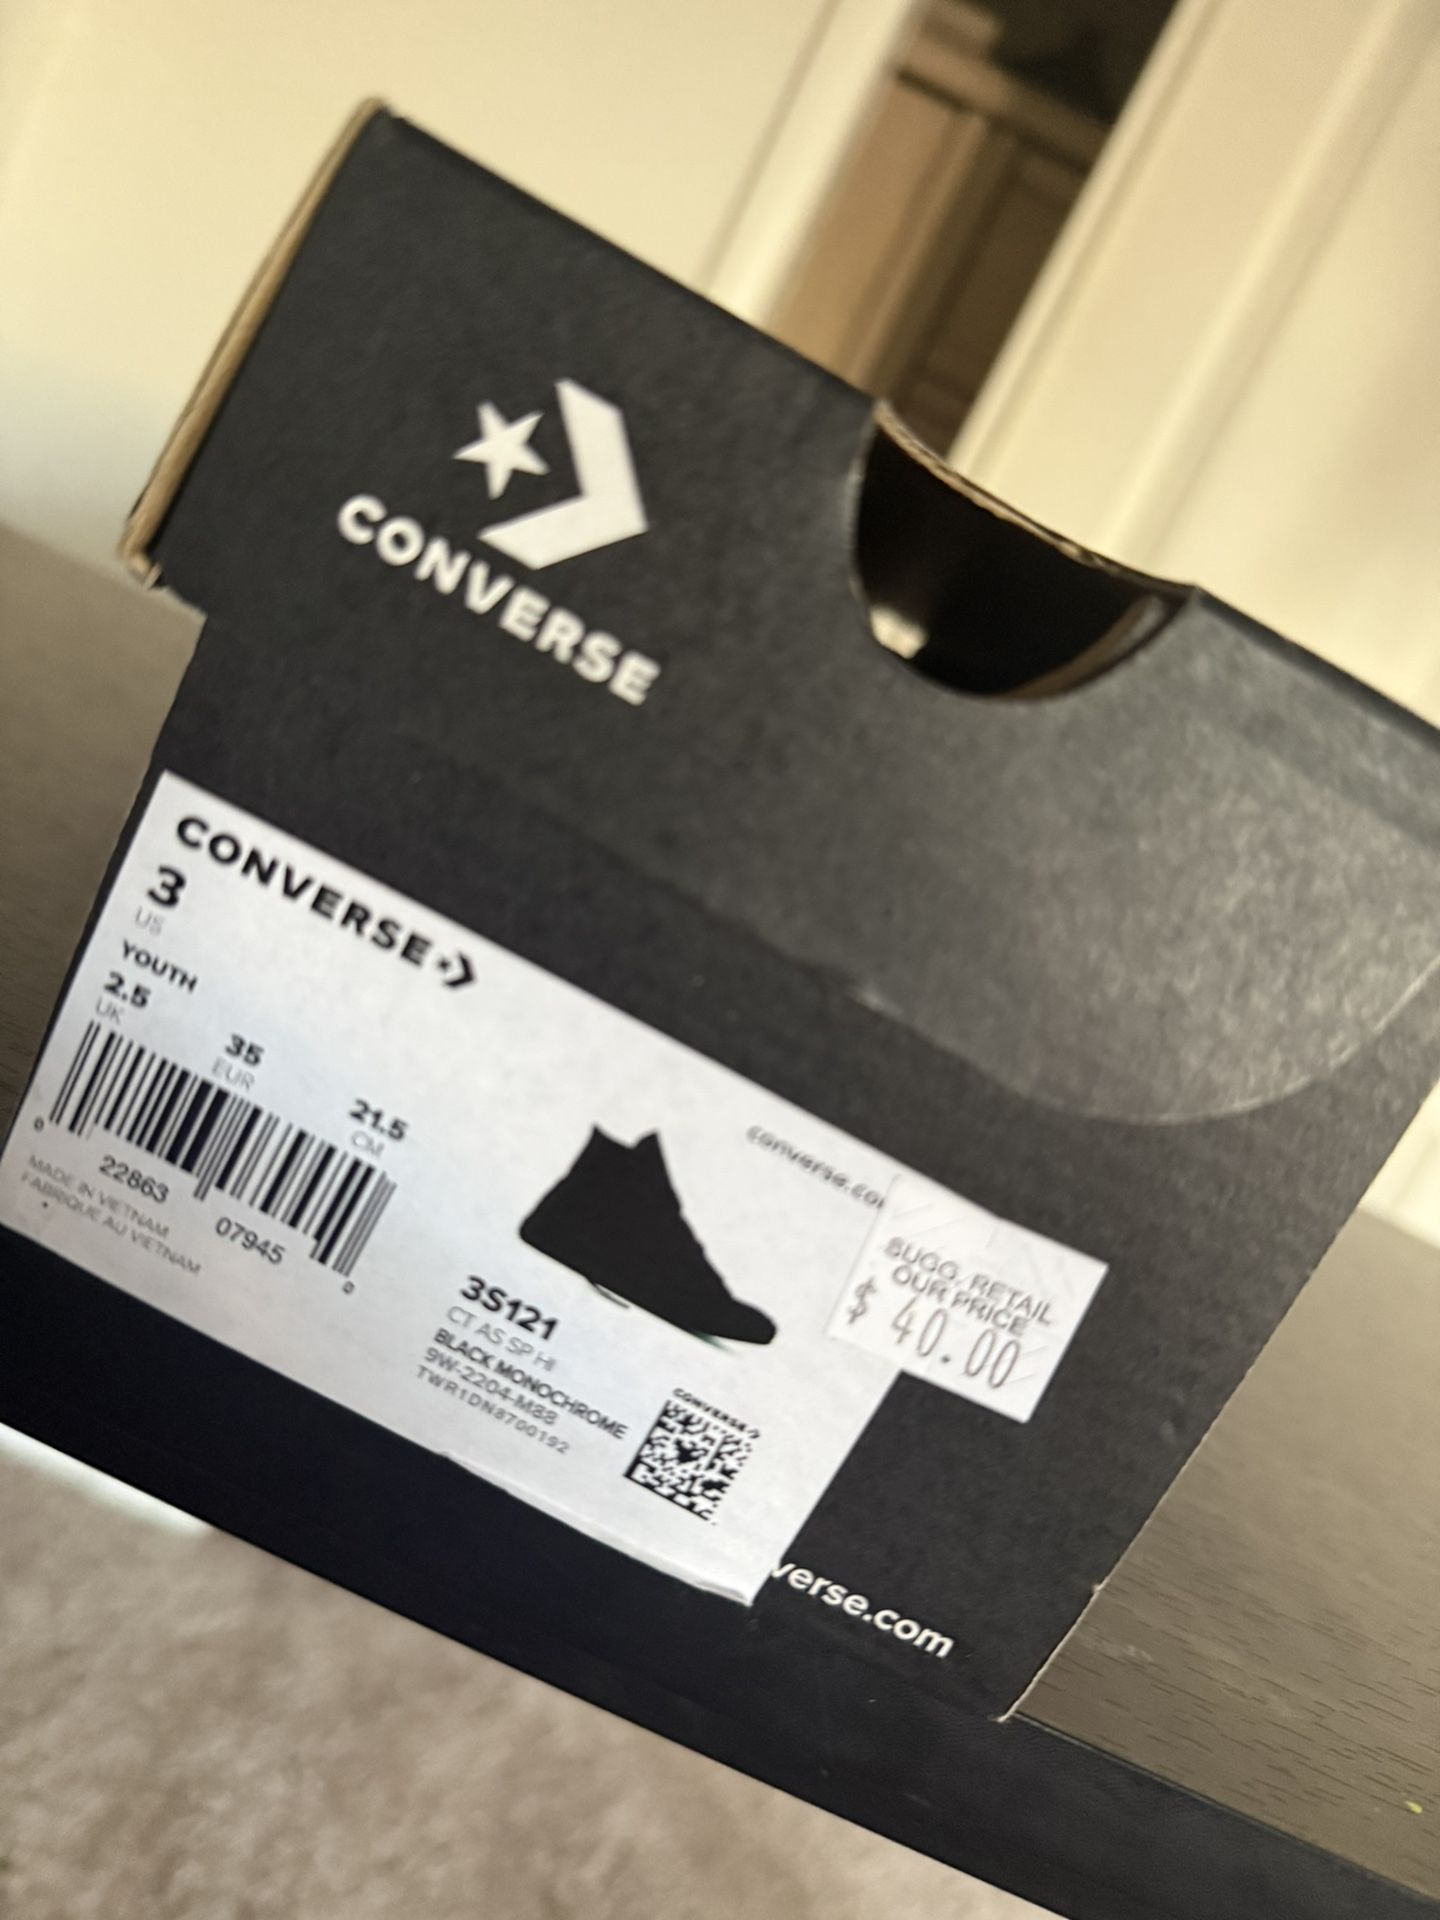 CONVERSE
CONVERSE
3
US
YOUTH
2.5
UK
35
EUR
21.5
CM
0 22863 07945 0
MADE IN VIETNAM
FABRIQUE AU VIETNAM
converse.co
3S121
CT AS SP HI
BLACK MONOCHROME
9W-2204-M88
TWR1DN8700192
CONVERSE
SUGG. RETAIL
OUR PRICE
$ 40.00
verse.com